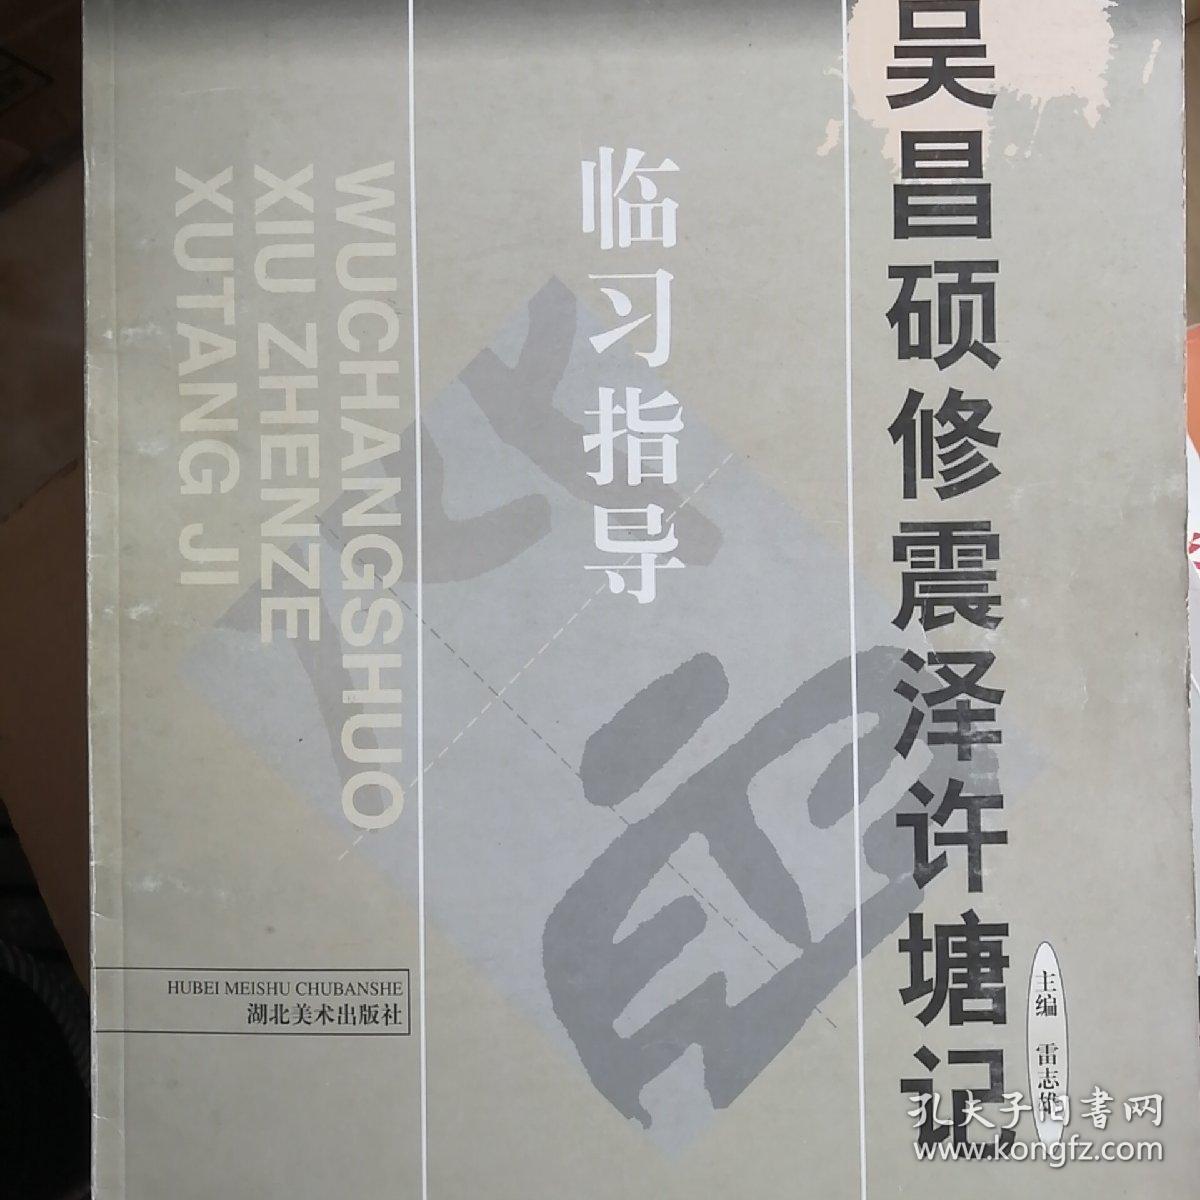 吴昌硕修震泽许塘记
临习指导
WUCHANGSHUO
XIU ZHENZE
XUTANG JI
主编 雷志雄
HUBEI MEISHU CHUBANSHE
湖北美术出版社
孔夫子旧书网
www.kongfz.com